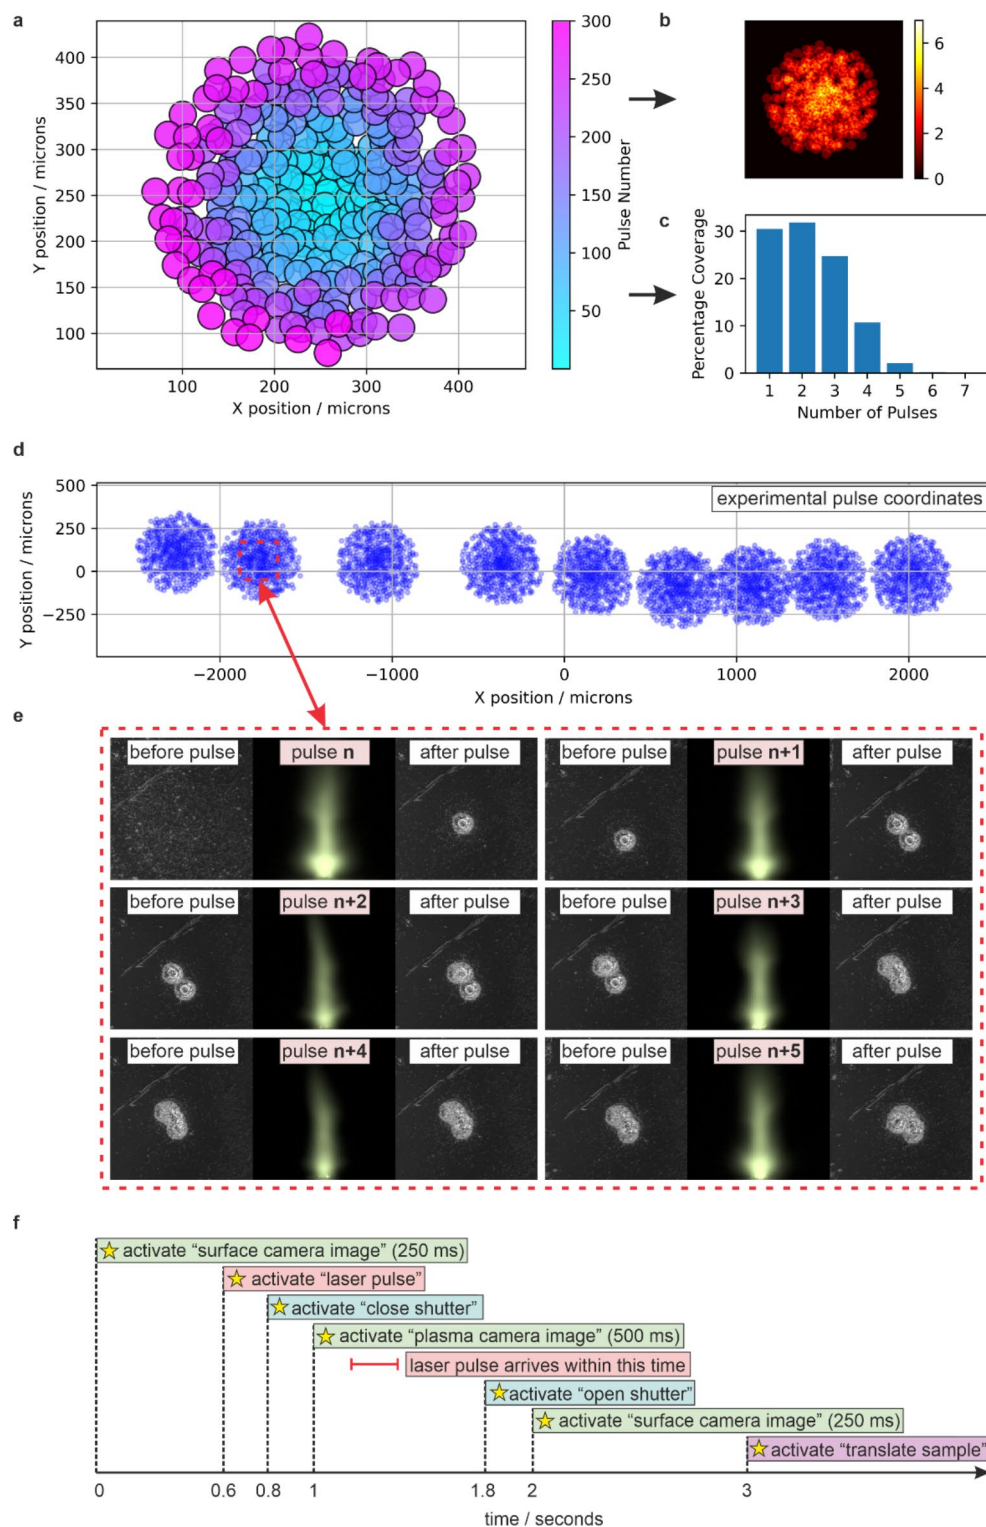 a
400
350
300
250
200
150
100
Y position / microns
100 200 300 400
X position / microns
300
250
200
150
100
50
Pulse Number
b
6
4
2
0
c
30
20
10
0
Percentage Coverage
1 2 3 4 5 6 7
Number of Pulses
d
500
250
0
−250
Y position / microns
experimental pulse coordinates
−2000 −1000 0 1000 2000
X position / microns
e
before pulse pulse n after pulse before pulse pulse n+1 after pulse
before pulse pulse n+2 after pulse before pulse pulse n+3 after pulse
before pulse pulse n+4 after pulse before pulse pulse n+5 after pulse
f
activate “surface camera image” (250 ms)
activate “laser pulse”
activate “close shutter”
activate “plasma camera image” (500 ms)
laser pulse arrives within this time
activate “open shutter”
activate “surface camera image” (250 ms)
activate “translate sample”
0 0.6 0.8 1 1.8 2 3
time / seconds